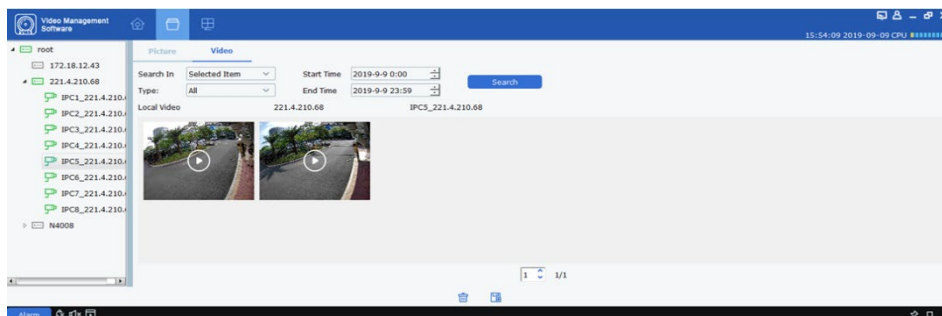 Video Management
Software
15:54:09 2019-09-09 CPU
root
172.18.12.43
221.4.210.68
IPC1_221.4.210.
IPC2_221.4.210.
IPC3_221.4.210.
IPC4_221.4.210.
IPC5_221.4.210.
IPC6_221.4.210.
IPC7_221.4.210.
IPC8_221.4.210.
N4008
Picture Video
Search In Selected Item Start Time 2019-9-9 0:00
Search
Type: All End Time 2019-9-9 23:59
Local Video 221.4.210.68 IPC5_221.4.210.68
1 1/1
Alarm